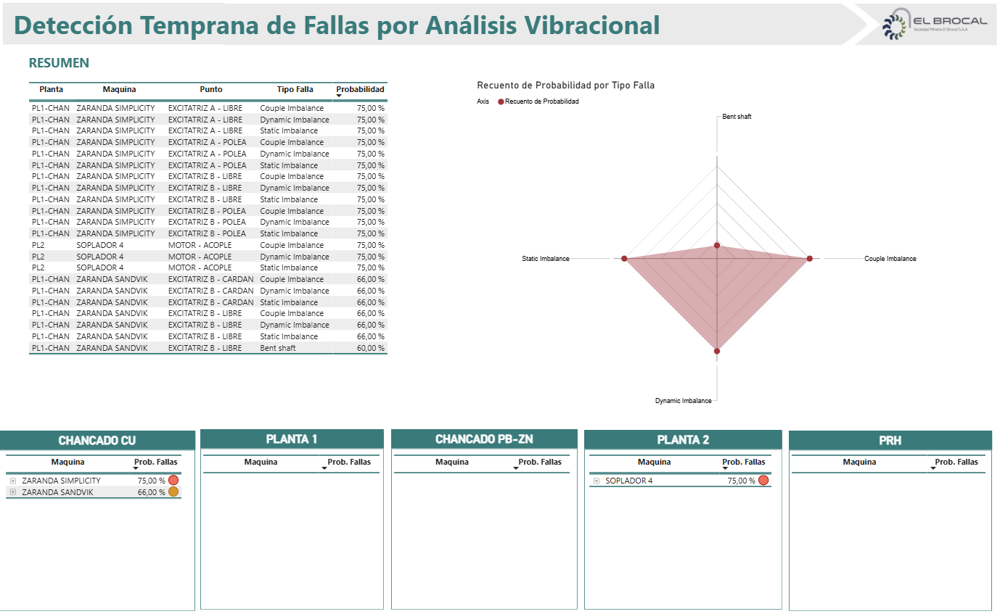 Detección Temprana de Fallas por Análisis Vibracional
EL BROCAL
Sociedad Minera El Brocal S.A.A
RESUMEN
Planta Maquina Punto Tipo Falla Probabilidad
PL1-CHAN ZARANDA SIMPLICITY EXCITATRIZ A - LIBRE Couple Imbalance 75,00 %
PL1-CHAN ZARANDA SIMPLICITY EXCITATRIZ A - LIBRE Dynamic Imbalance 75,00 %
PL1-CHAN ZARANDA SIMPLICITY EXCITATRIZ A - LIBRE Static Imbalance 75,00 %
PL1-CHAN ZARANDA SIMPLICITY EXCITATRIZ A - POLEA Couple Imbalance 75,00 %
PL1-CHAN ZARANDA SIMPLICITY EXCITATRIZ A - POLEA Dynamic Imbalance 75,00 %
PL1-CHAN ZARANDA SIMPLICITY EXCITATRIZ A - POLEA Static Imbalance 75,00 %
PL1-CHAN ZARANDA SIMPLICITY EXCITATRIZ B - LIBRE Couple Imbalance 75,00 %
PL1-CHAN ZARANDA SIMPLICITY EXCITATRIZ B - LIBRE Dynamic Imbalance 75,00 %
PL1-CHAN ZARANDA SIMPLICITY EXCITATRIZ B - LIBRE Static Imbalance 75,00 %
PL1-CHAN ZARANDA SIMPLICITY EXCITATRIZ B - POLEA Couple Imbalance 75,00 %
PL1-CHAN ZARANDA SIMPLICITY EXCITATRIZ B - POLEA Dynamic Imbalance 75,00 %
PL1-CHAN ZARANDA SIMPLICITY EXCITATRIZ B - POLEA Static Imbalance 75,00 %
PL2 SOPLADOR 4 MOTOR - ACOPLE Couple Imbalance 75,00 %
PL2 SOPLADOR 4 MOTOR - ACOPLE Dynamic Imbalance 75,00 %
PL2 SOPLADOR 4 MOTOR - ACOPLE Static Imbalance 75,00 %
PL1-CHAN ZARANDA SANDVIK EXCITATRIZ B - CARDAN Couple Imbalance 66,00 %
PL1-CHAN ZARANDA SANDVIK EXCITATRIZ B - CARDAN Dynamic Imbalance 66,00 %
PL1-CHAN ZARANDA SANDVIK EXCITATRIZ B - CARDAN Static Imbalance 66,00 %
PL1-CHAN ZARANDA SANDVIK EXCITATRIZ B - LIBRE Couple Imbalance 66,00 %
PL1-CHAN ZARANDA SANDVIK EXCITATRIZ B - LIBRE Dynamic Imbalance 66,00 %
PL1-CHAN ZARANDA SANDVIK EXCITATRIZ B - LIBRE Static Imbalance 66,00 %
PL1-CHAN ZARANDA SANDVIK EXCITATRIZ B - LIBRE Bent shaft 60,00 %
Recuento de Probabilidad por Tipo Falla
Axis Recuento de Probabilidad
Bent shaft
Static Imbalance
Couple Imbalance
Dynamic Imbalance
CHANCADO CU
Maquina Prob. Fallas
ZARANDA SIMPLICITY 75,00 %
ZARANDA SANDVIK 66,00 %
PLANTA 1
Maquina Prob. Fallas
CHANCADO PB-ZN
Maquina Prob. Fallas
PLANTA 2
Maquina Prob. Fallas
SOPLADOR 4 75,00 %
PRH
Maquina Prob. Fallas